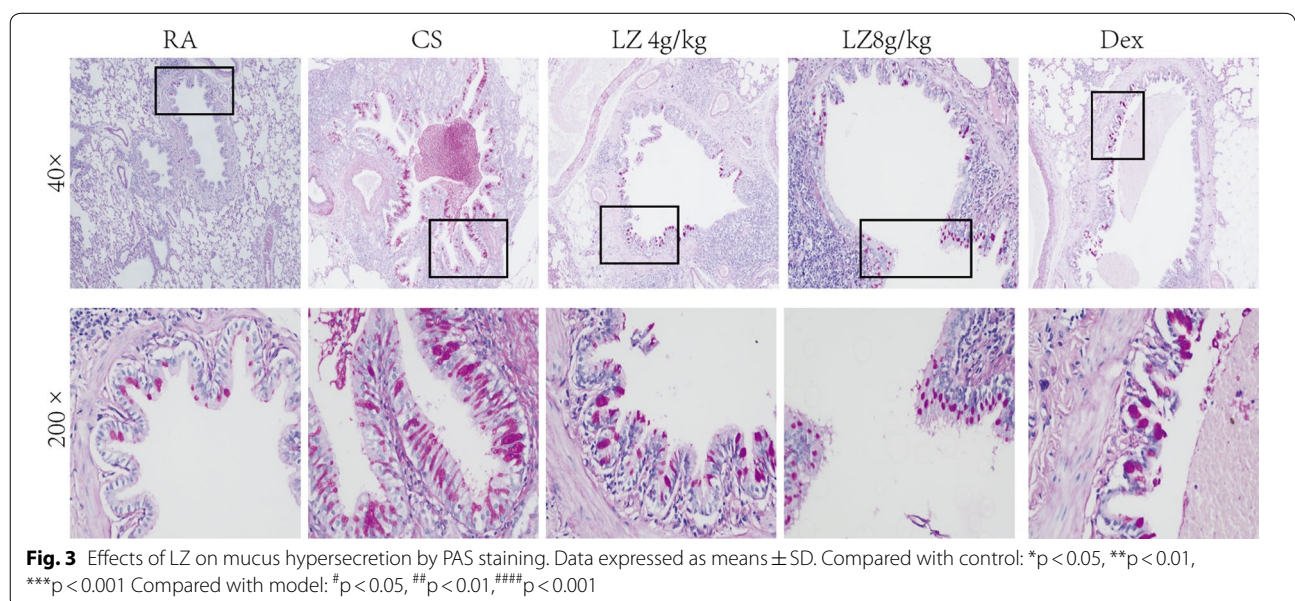 RA CS LZ 4g/kg LZ8g/kg Dex
40×
200 ×
Fig. 3 Effects of LZ on mucus hypersecretion by PAS staining. Data expressed as means ± SD. Compared with control: *p < 0.05, **p < 0.01,
***p < 0.001 Compared with model: #p < 0.05, ##p < 0.01,####p < 0.001